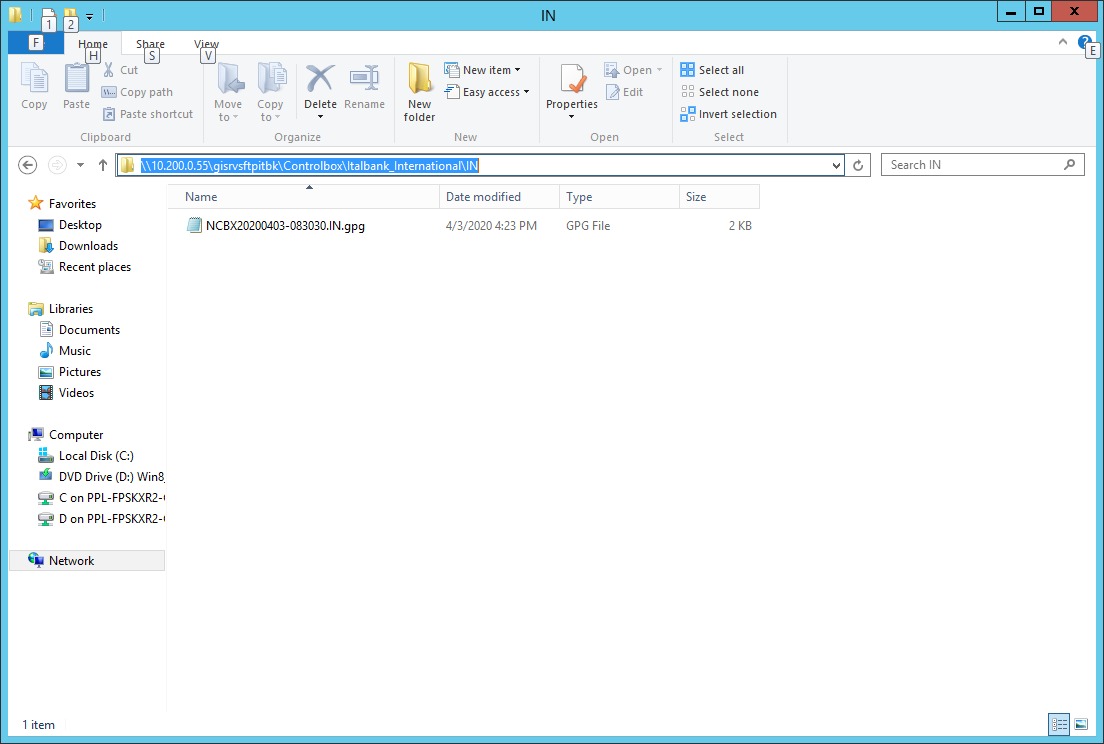 IN
1
2
F
Home
Share
View
H
S
V
E
Copy
Paste
Cut
Copy path
Paste shortcut
Clipboard
Move to
Copy to
Delete
Rename
Organize
New folder
New item
Easy access
New
Properties
Open
Edit
Open
Select all
Select none
Invert selection
Select
\\10.200.0.55\gisrvsftpitbk\Controlbox\Italbank_International\IN
Search IN
Name
Date modified
Type
Size
NCBX20200403-083030.IN.gpg
4/3/2020 4:23 PM
GPG File
2 KB
Favorites
Desktop
Downloads
Recent places
Libraries
Documents
Music
Pictures
Videos
Computer
Local Disk (C:)
DVD Drive (D:) Win8
C on PPL-FPSKXR2-
D on PPL-FPSKXR2-
Network
1 item